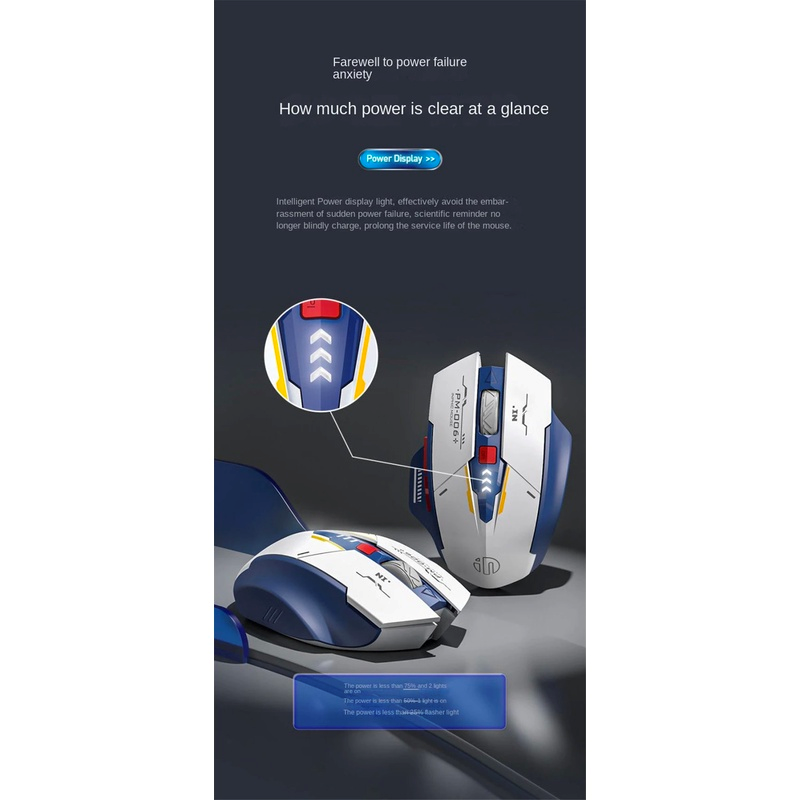 Farewell to power failure
anxiety
How much power is clear at a glance
Power Display >>
Intelligent Power display light, effectively avoid the embar-
rassment of sudden power failure, scientific reminder no
longer blindly charge, prolong the service life of the mouse.
·PM-006+
.IN
.IN
The power is less than 75% and 2 lights
are on
The power is less than 50% 1 light is on
The power is less than 25% flasher light